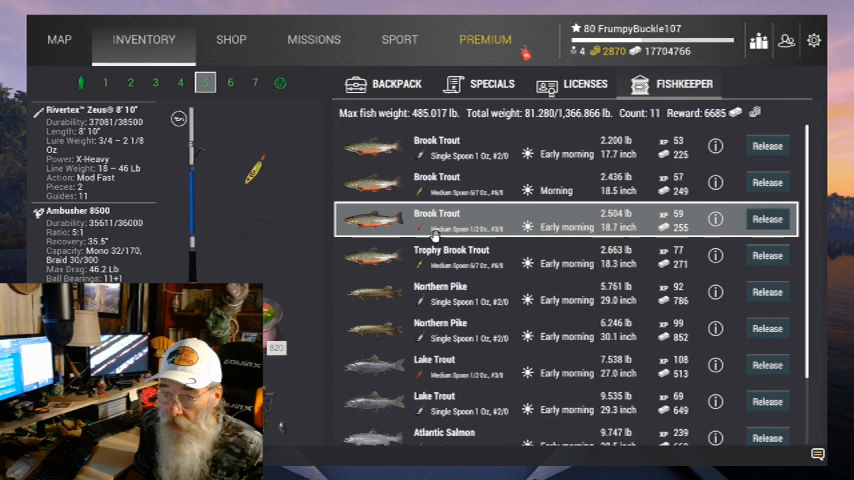 MAP INVENTORY SHOP MISSIONS SPORT PREMIUM
80 FrumpyBuckle107
4 2870 17704766
1 2 3 4 5 6 7
BACKPACK SPECIALS LICENSES FISHKEEPER
Max fish weight: 485.017 lb. Total weight: 81.280/1,366.866 lb. Count: 11 Reward: 6685
Rivertex™ Zeus® 8' 10"
Durability: 37081/38500
Length: 8' 10"
Lure Weight: 3/4 – 2 1/8
Oz
Power: X-Heavy
Line Weight: 18 – 46 Lb
Action: Mod Fast
Pieces: 2
Guides: 11
Ambusher 8500
Durability: 35611/36000
Ratio: 5:1
Recovery: 35.5"
Capacity: Mono 32/170,
Braid 30/300
Max Drag: 46.2 Lb
Ball Bearings: 11+1
820
EQUINOX
Brook Trout 2.200 lb XP 53
Single Spoon 1 Oz, #2/0 Early morning 17.7 inch 225 Release
Brook Trout 2.436 lb XP 57
Medium Spoon 6/7 Oz., #6/0 Morning 18.5 inch 249 Release
Brook Trout 2.504 lb XP 59
Medium Spoon 1/2 Oz., #3/0 Early morning 18.7 inch 255 Release
Trophy Brook Trout 2.663 lb XP 77
Medium Spoon 6/7 Oz., #6/0 Early morning 18.3 inch 271 Release
Northern Pike 5.761 lb XP 92
Single Spoon 1 Oz, #2/0 Early morning 29.0 inch 786 Release
Northern Pike 6.246 lb XP 99
Single Spoon 1 Oz, #2/0 Early morning 30.1 inch 852 Release
Lake Trout 7.538 lb XP 108
Medium Spoon 1/2 Oz., #3/0 Early morning 27.0 inch 513 Release
Lake Trout 9.535 lb XP 69
Single Spoon 1 Oz, #2/0 Early morning 29.3 inch 649 Release
Atlantic Salmon 9.747 lb XP 239
Release